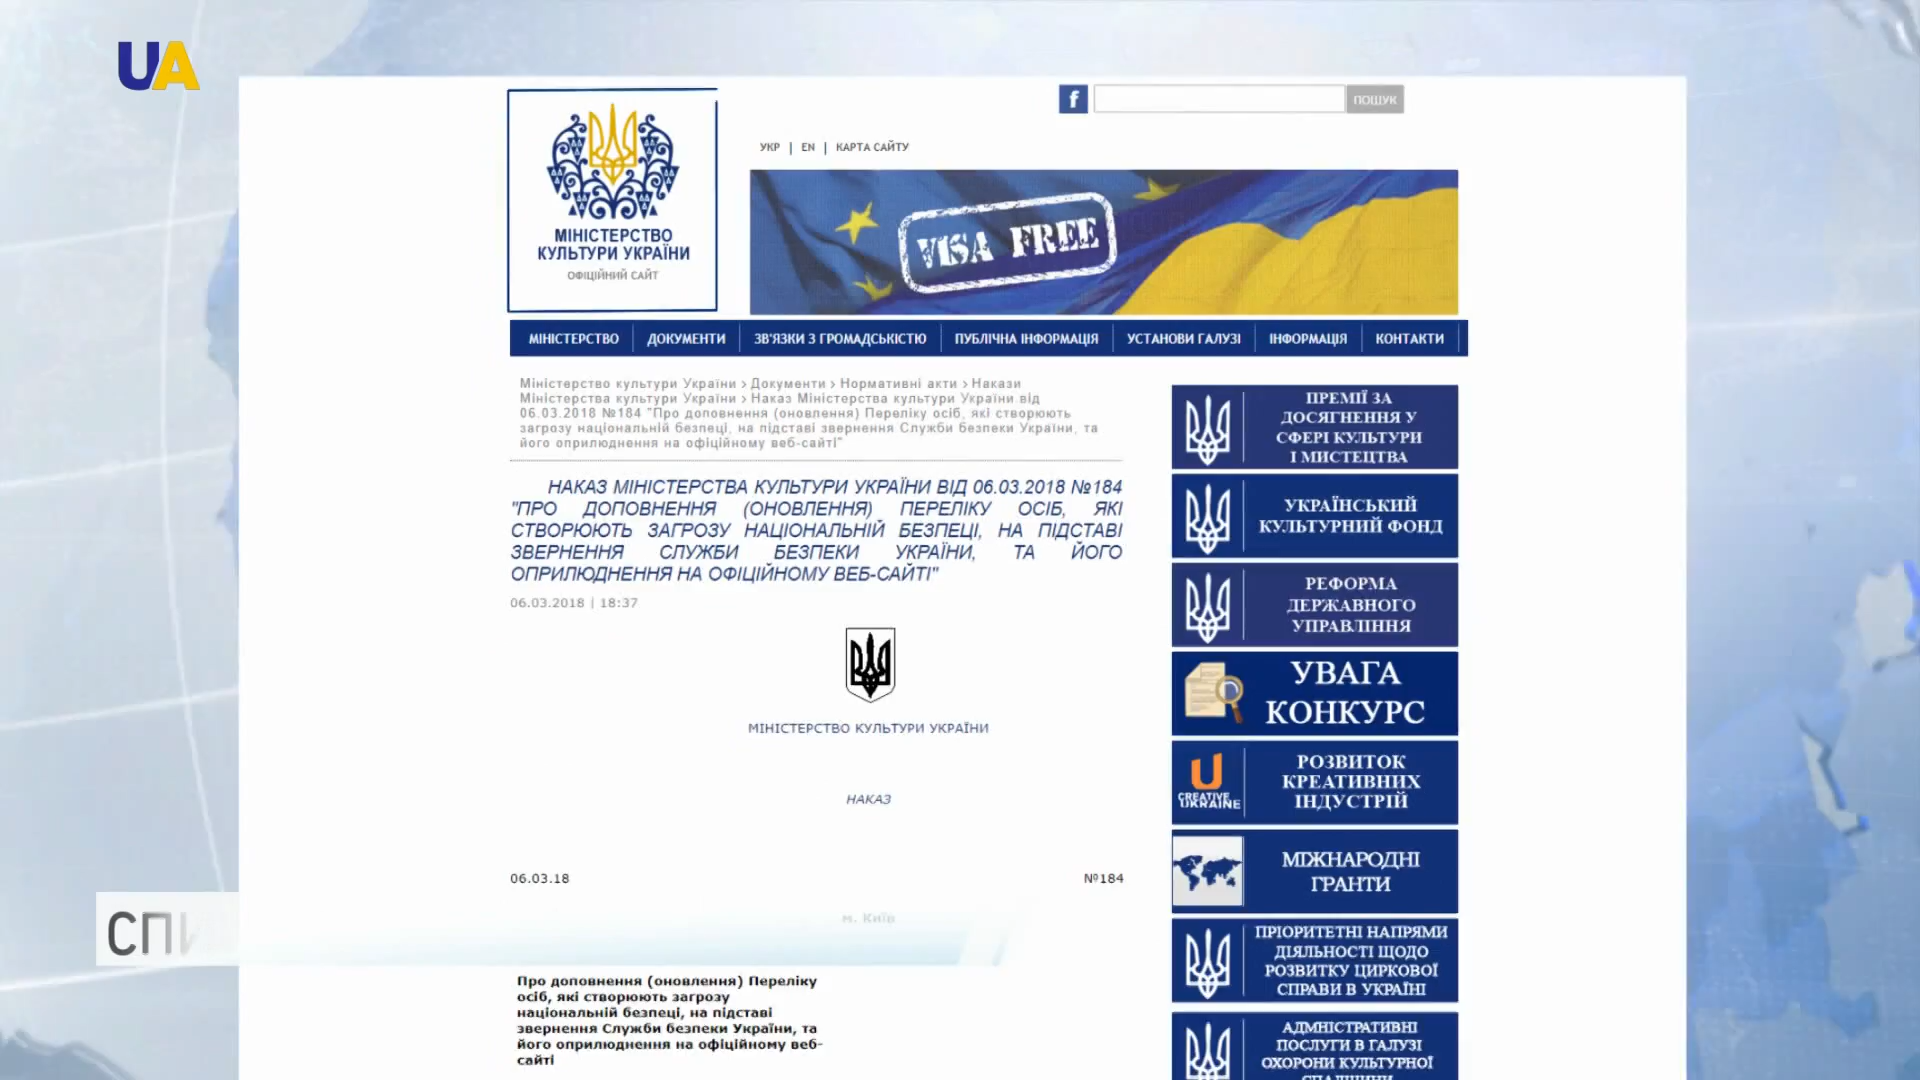 UA
f
ПОШУК
УКР | EN | КАРТА САЙТУ
МІНІСТЕРСТВО
КУЛЬТУРИ УКРАЇНИ
ОФІЦІЙНИЙ САЙТ
VISA FREE
МІНІСТЕРСТВО ДОКУМЕНТИ ЗВ'ЯЗКИ З ГРОМАДСЬКІСТЮ ПУБЛІЧНА ІНФОРМАЦІЯ УСТАНОВИ ГАЛУЗІ ІНФОРМАЦІЯ КОНТАКТИ
Міністерство культури України › Документи › Нормативні акти › Накази
Міністерства культури України › Наказ Міністерства культури України від
06.03.2018 №184 "Про доповнення (оновлення) Переліку осіб, які створюють
загрозу національній безпеці, на підставі звернення Служби безпеки України, та
його оприлюднення на офіційному веб-сайті"
НАКАЗ МІНІСТЕРСТВА КУЛЬТУРИ УКРАЇНИ ВІД 06.03.2018 №184
"ПРО ДОПОВНЕННЯ (ОНОВЛЕННЯ) ПЕРЕЛІКУ ОСІБ, ЯКІ
СТВОРЮЮТЬ ЗАГРОЗУ НАЦІОНАЛЬНІЙ БЕЗПЕЦІ, НА ПІДСТАВІ
ЗВЕРНЕННЯ СЛУЖБИ БЕЗПЕКИ УКРАЇНИ, ТА ЙОГО
ОПРИЛЮДНЕННЯ НА ОФІЦІЙНОМУ ВЕБ-САЙТІ"
06.03.2018 | 18:37
МІНІСТЕРСТВО КУЛЬТУРИ УКРАЇНИ
НАКАЗ
06.03.18 №184
м. Київ
СПИ
Про доповнення (оновлення) Переліку
осіб, які створюють загрозу
національній безпеці, на підставі
звернення Служби безпеки України, та
його оприлюднення на офіційному веб-
сайті
ПРЕМІЇ ЗА
ДОСЯГНЕННЯ У
СФЕРІ КУЛЬТУРИ
І МИСТЕЦТВА
УКРАЇНСЬКИЙ
КУЛЬТУРНИЙ ФОНД
РЕФОРМА
ДЕРЖАВНОГО
УПРАВЛІННЯ
УВАГА
КОНКУРС
U
CREATIVE
UKRAINE
РОЗВИТОК
КРЕАТИВНИХ
ІНДУСТРІЙ
МІЖНАРОДНІ
ГРАНТИ
ПРІОРИТЕТНІ НАПРЯМИ
ДІЯЛЬНОСТІ ЩОДО
РОЗВИТКУ ЦИРКОВОЇ
СПРАВИ В УКРАЇНІ
АДМІНІСТРАТИВНІ
ПОСЛУГИ В ГАЛУЗІ
ОХОРОНИ КУЛЬТУРНОЇ
СПАДЩИНИ